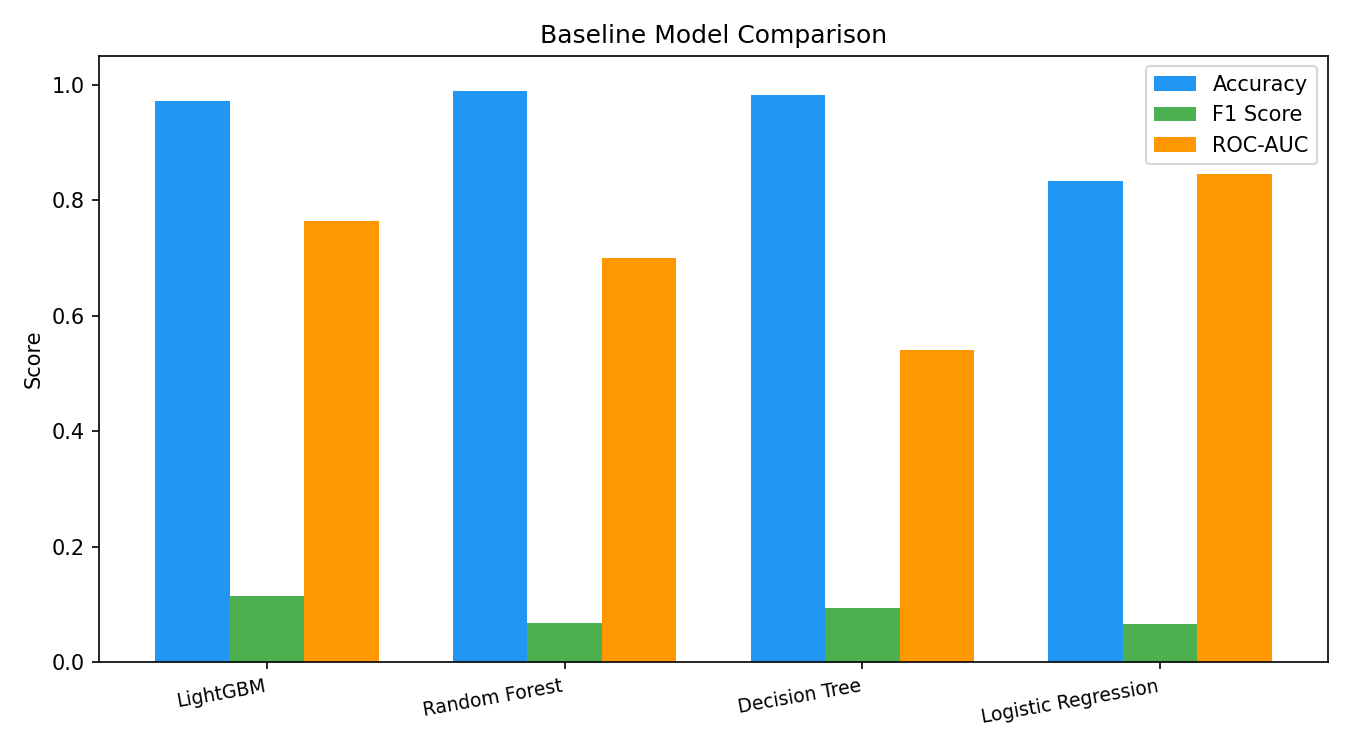 Baseline Model Comparison
Accuracy
F1 Score
ROC-AUC
Score
1.0
0.8
0.6
0.4
0.2
0.0
LightGBM
Random Forest
Decision Tree
Logistic Regression